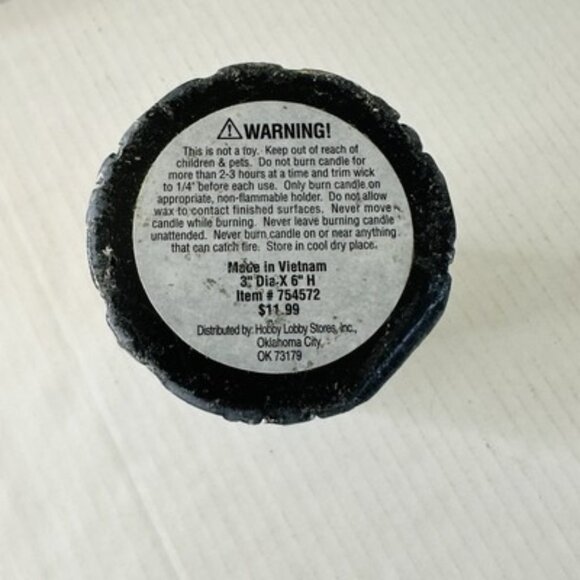 ⚠WARNING!
This is not a toy. Keep out of reach of
children & pets. Do not burn candle for
more than 2-3 hours at a time and trim wick
to 1/4" before each use. Only burn candle on
appropriate, non-flammable holder. Do not allow
wax to contact finished surfaces. Never move
candle while burning. Never leave burning candle
unattended. Never burn candle on or near anything
that can catch fire. Store in cool dry place.
Made in Vietnam
3" Dia X 6" H
Item # 754572
$11.99
Distributed by: Hobby Lobby Stores, Inc.,
Oklahoma City,
OK 73179